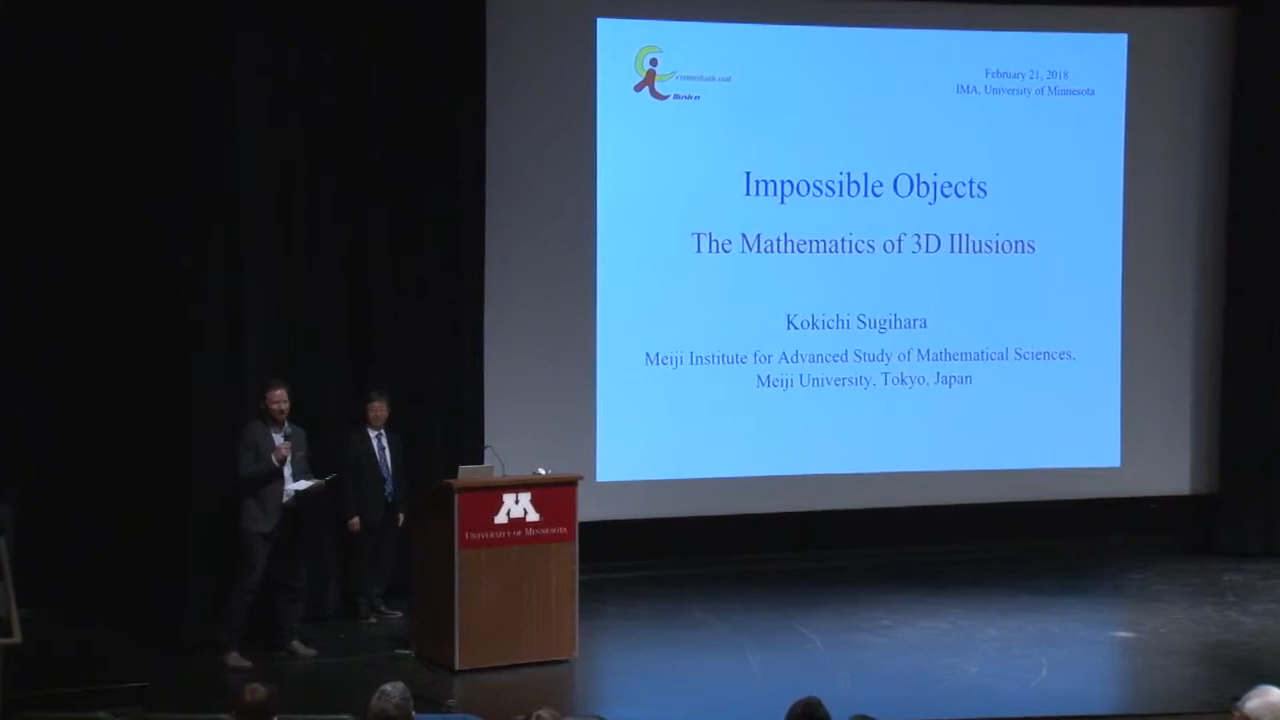 February 21, 2018
IMA, University of Minnesota
Impossible Objects
The Mathematics of 3D Illusions
Kokichi Sugihara
Meiji Institute for Advanced Study of Mathematical Sciences,
Meiji University, Tokyo, Japan
M
UNIVERSITY OF MINNESOTA